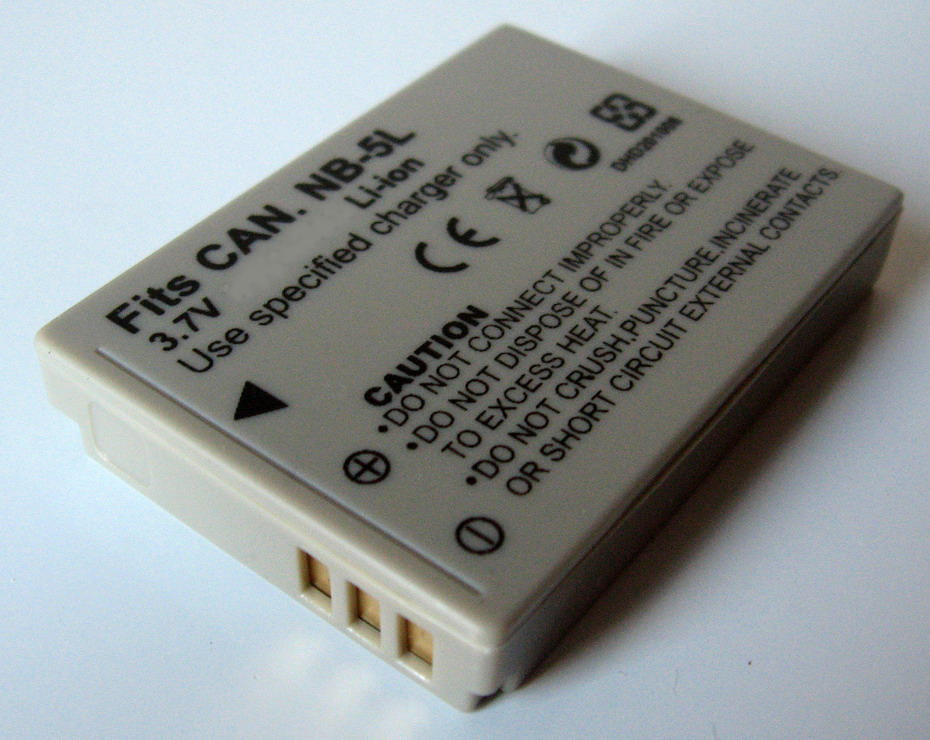 Fits CAN. NB-5L
3.7V Li-ion
Use specified charger only.
CE
CAUTION
•DO NOT CONNECT IMPROPERLY.
•DO NOT DISPOSE OF IN FIRE OR EXPOSE
TO EXCESS HEAT.
•DO NOT CRUSH,PUNCTURE,INCINERATE
OR SHORT CIRCUIT EXTERNAL CONTACTS.
+
−